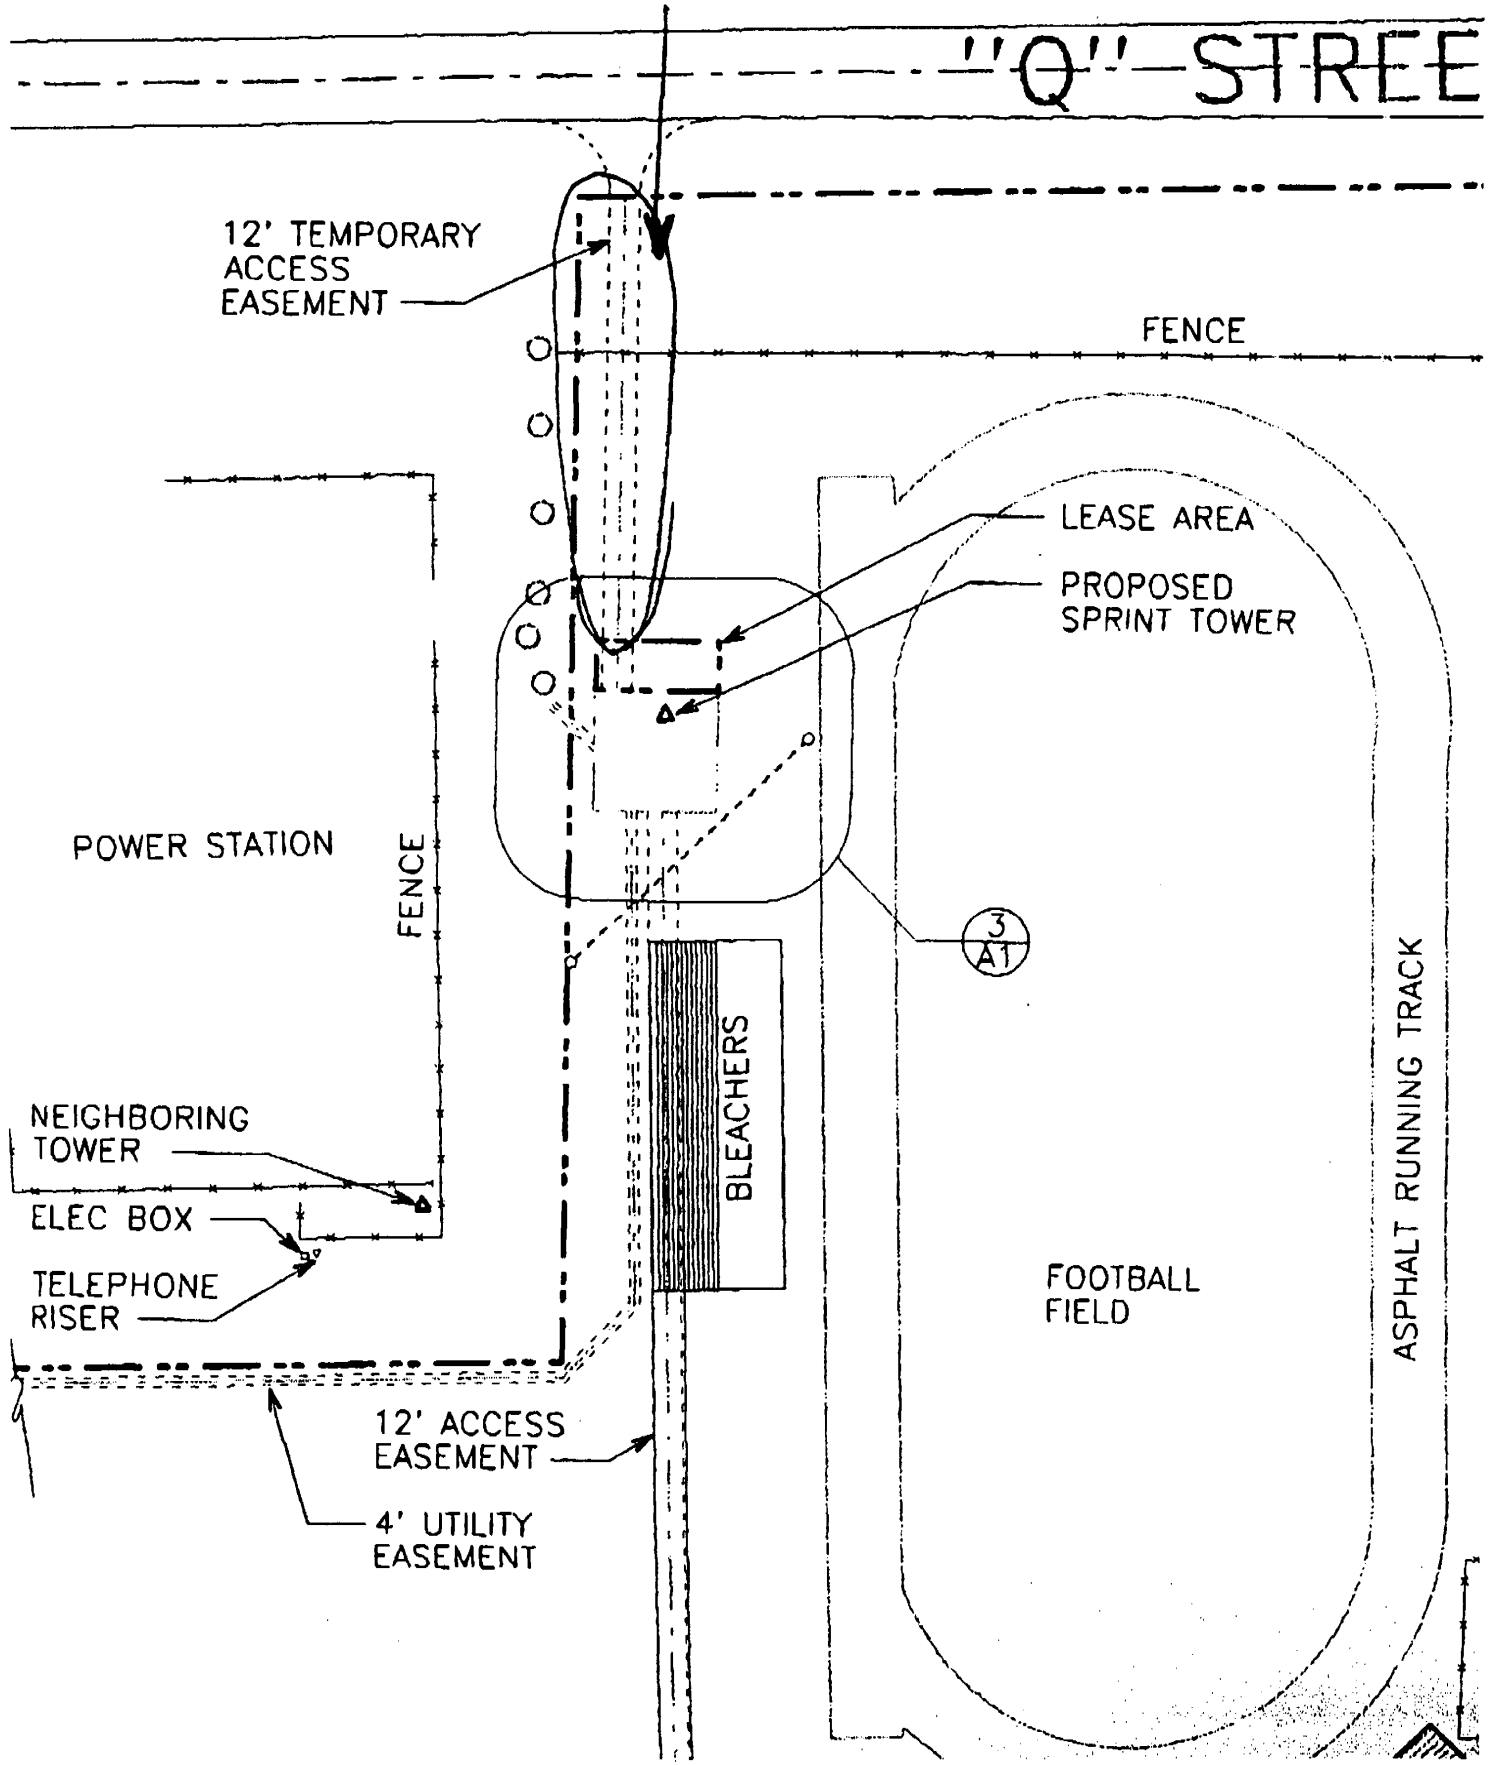 "Q" STREE
12' TEMPORARY
ACCESS
EASEMENT
FENCE
LEASE AREA
PROPOSED
SPRINT TOWER
POWER STATION
FENCE
3
A1
BLEACHERS
ASPHALT RUNNING TRACK
NEIGHBORING
TOWER
ELEC BOX
TELEPHONE
RISER
FOOTBALL
FIELD
12' ACCESS
EASEMENT
4' UTILITY
EASEMENT